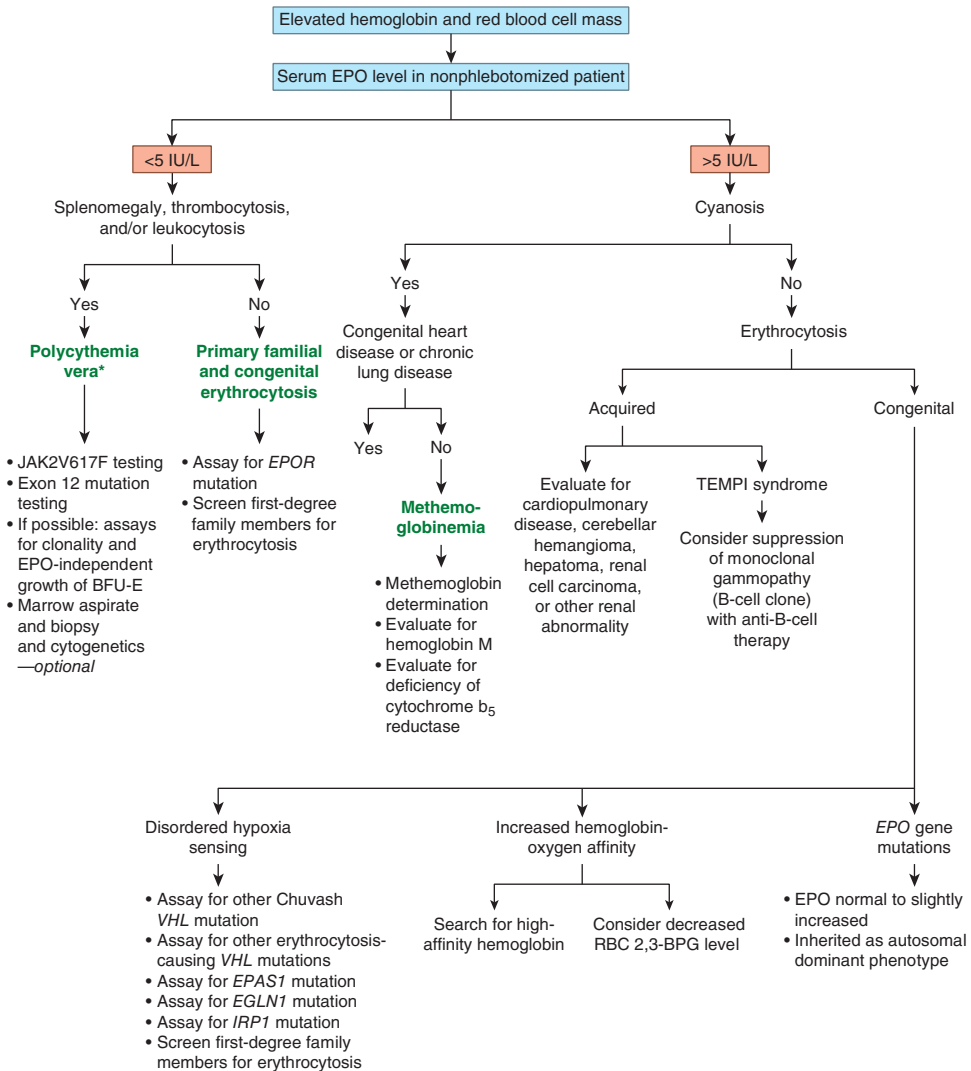 Elevated hemoglobin and red blood cell mass
Serum EPO level in nonphlebotomized patient
<5 IU/L
>5 IU/L
Splenomegaly, thrombocytosis,
and/or leukocytosis
Cyanosis
Yes
No
Yes
No
Polycythemia
vera*
Primary familial
and congenital
erythrocytosis
Congenital heart
disease or chronic
lung disease
Erythrocytosis
Acquired
Congenital
Yes
No
• JAK2V617F testing
• Exon 12 mutation
testing
• If possible: assays
for clonality and
EPO-independent
growth of BFU-E
• Marrow aspirate
and biopsy
and cytogenetics
—optional
• Assay for EPOR
mutation
• Screen first-degree
family members for
erythrocytosis
Methemo-
globinemia
• Methemoglobin
determination
• Evaluate for
hemoglobin M
• Evaluate for
deficiency of
cytochrome b5
reductase
Evaluate for
cardiopulmonary
disease, cerebellar
hemangioma,
hepatoma, renal
cell carcinoma,
or other renal
abnormality
TEMPI syndrome
Consider suppression
of monoclonal
gammopathy
(B-cell clone)
with anti-B-cell
therapy
Disordered hypoxia
sensing
Increased hemoglobin-
oxygen affinity
EPO gene
mutations
• Assay for other Chuvash
VHL mutation
• Assay for other erythrocytosis-
causing VHL mutations
• Assay for EPAS1 mutation
• Assay for EGLN1 mutation
• Assay for IRP1 mutation
• Screen first-degree family
members for erythrocytosis
Search for high-
affinity hemoglobin
Consider decreased
RBC 2,3-BPG level
• EPO normal to slightly
increased
• Inherited as autosomal
dominant phenotype